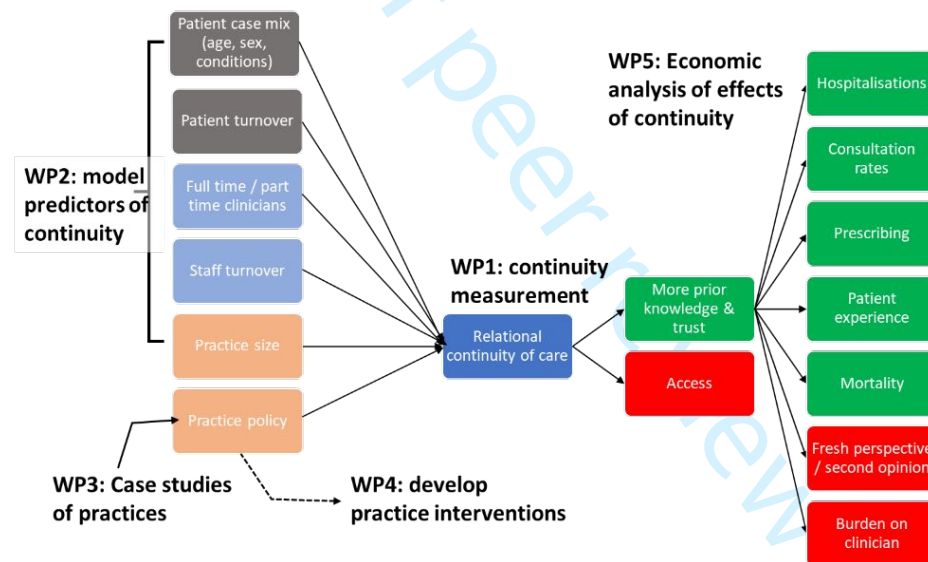 Patient case mix
(age, sex,
conditions)
Patient turnover
WP2: model
predictors of
continuity
Full time / part
time clinicians
Staff turnover
Practice size
Practice policy
WP3: Case studies
of practices
WP4: develop
practice interventions
WP1: continuity
measurement
Relational
continuity of care
More prior
knowledge &
trust
Access
WP5: Economic
analysis of effects
of continuity
Hospitalisations
Consultation
rates
Prescribing
Patient
experience
Mortality
Fresh perspective
/ second opinion
Burden on
clinician
peer review